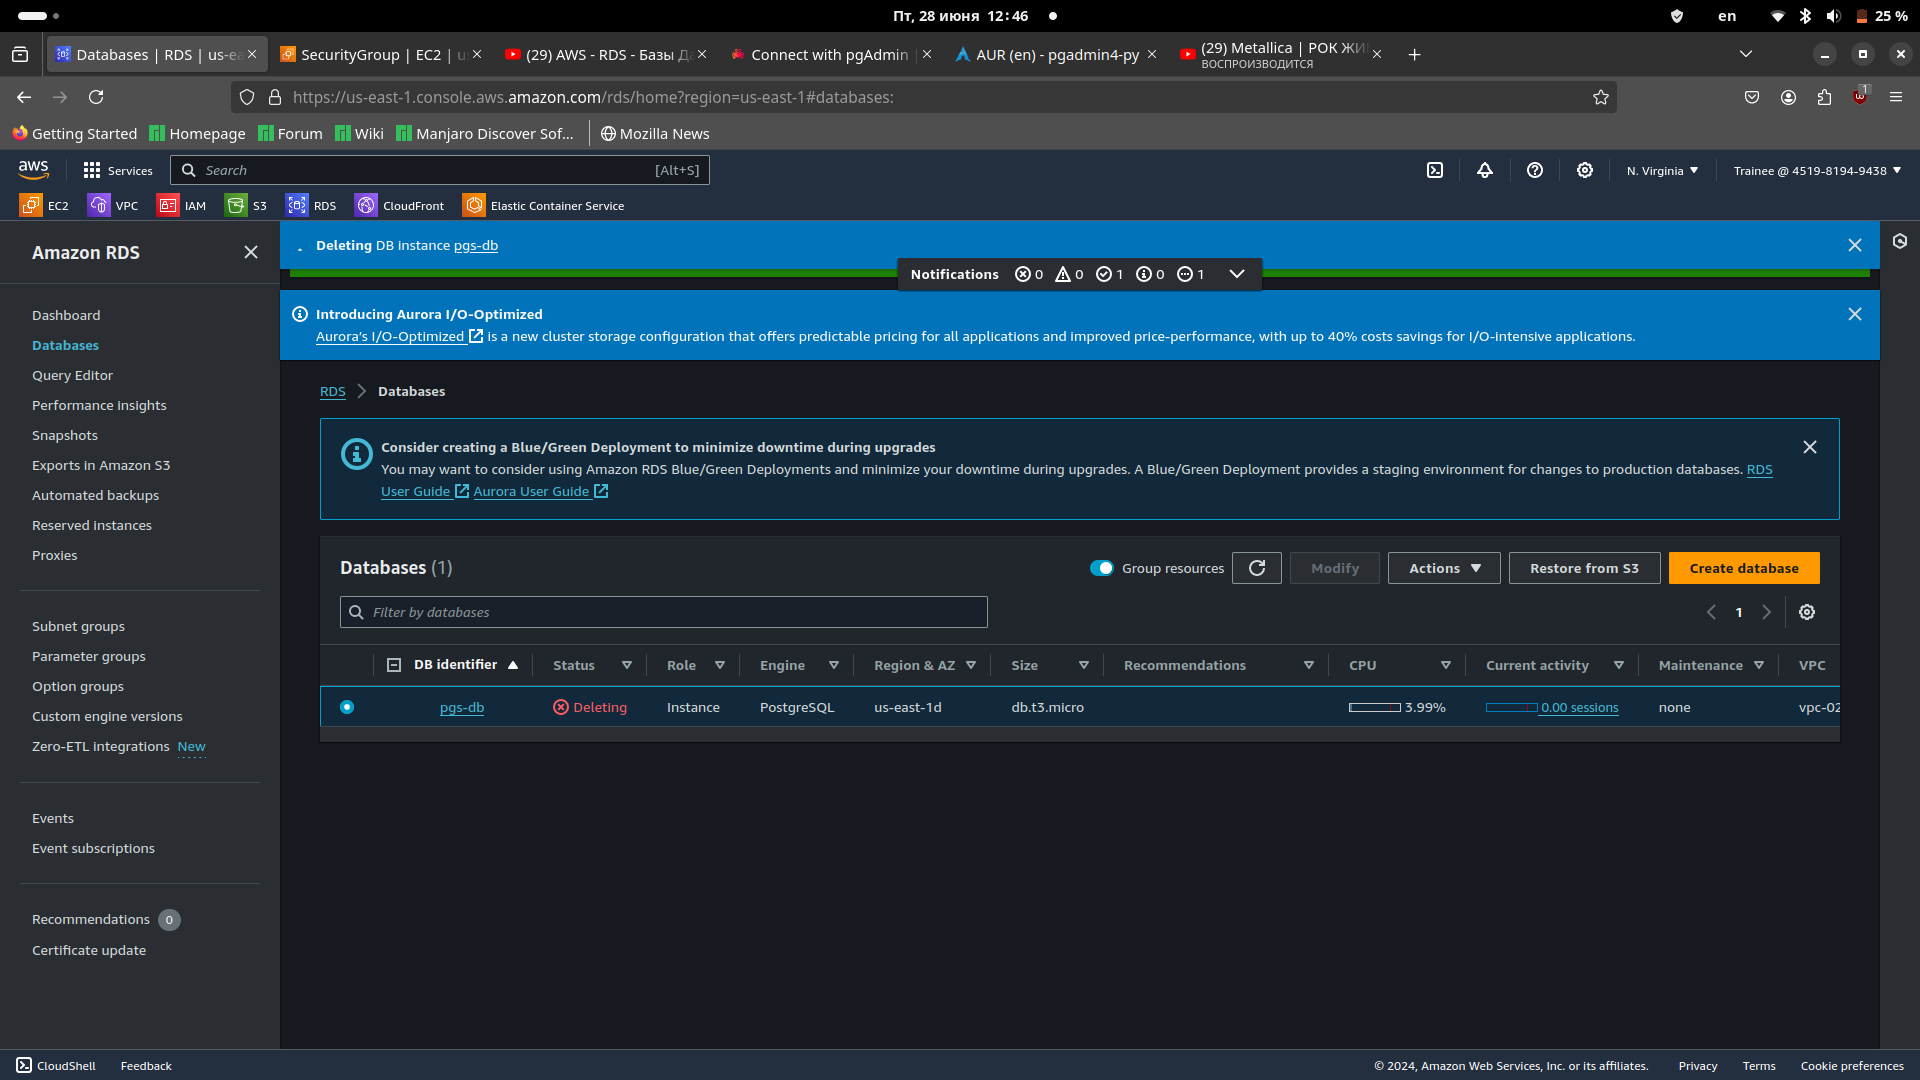 Пт, 28 июня 12:46
en
25 %
Databases | RDS | us-ea
SecurityGroup | EC2 | u
(29) AWS - RDS - Базы Д
Connect with pgAdmin
AUR (en) - pgadmin4-py
(29) Metallica | РОК ЖИ
ВОСПРОИЗВОДИТСЯ
https://us-east-1.console.aws.amazon.com/rds/home?region=us-east-1#databases:
1
Getting Started
Homepage
Forum
Wiki
Manjaro Discover Sof...
Mozilla News
aws
Services
Search
[Alt+S]
N. Virginia
Trainee @ 4519-8194-9438
EC2
VPC
IAM
S3
RDS
CloudFront
Elastic Container Service
Amazon RDS
Dashboard
Databases
Query Editor
Performance insights
Snapshots
Exports in Amazon S3
Automated backups
Reserved instances
Proxies
Subnet groups
Parameter groups
Option groups
Custom engine versions
Zero-ETL integrations New
Events
Event subscriptions
Recommendations 0
Certificate update
Deleting DB instance pgs-db
Notifications 0 0 1 0 1
Introducing Aurora I/O-Optimized
Aurora's I/O-Optimized is a new cluster storage configuration that offers predictable pricing for all applications and improved price-performance, with up to 40% costs savings for I/O-intensive applications.
RDS
Databases
Consider creating a Blue/Green Deployment to minimize downtime during upgrades
You may want to consider using Amazon RDS Blue/Green Deployments and minimize your downtime during upgrades. A Blue/Green Deployment provides a staging environment for changes to production databases. RDS
User Guide Aurora User Guide
Databases (1)
Group resources
Modify
Actions
Restore from S3
Create database
Filter by databases
1
DB identifier Status Role Engine Region & AZ Size Recommendations CPU Current activity Maintenance VPC
pgs-db Deleting Instance PostgreSQL us-east-1d db.t3.micro 3.99% 0.00 sessions none vpc-02
CloudShell
Feedback
© 2024, Amazon Web Services, Inc. or its affiliates.
Privacy
Terms
Cookie preferences